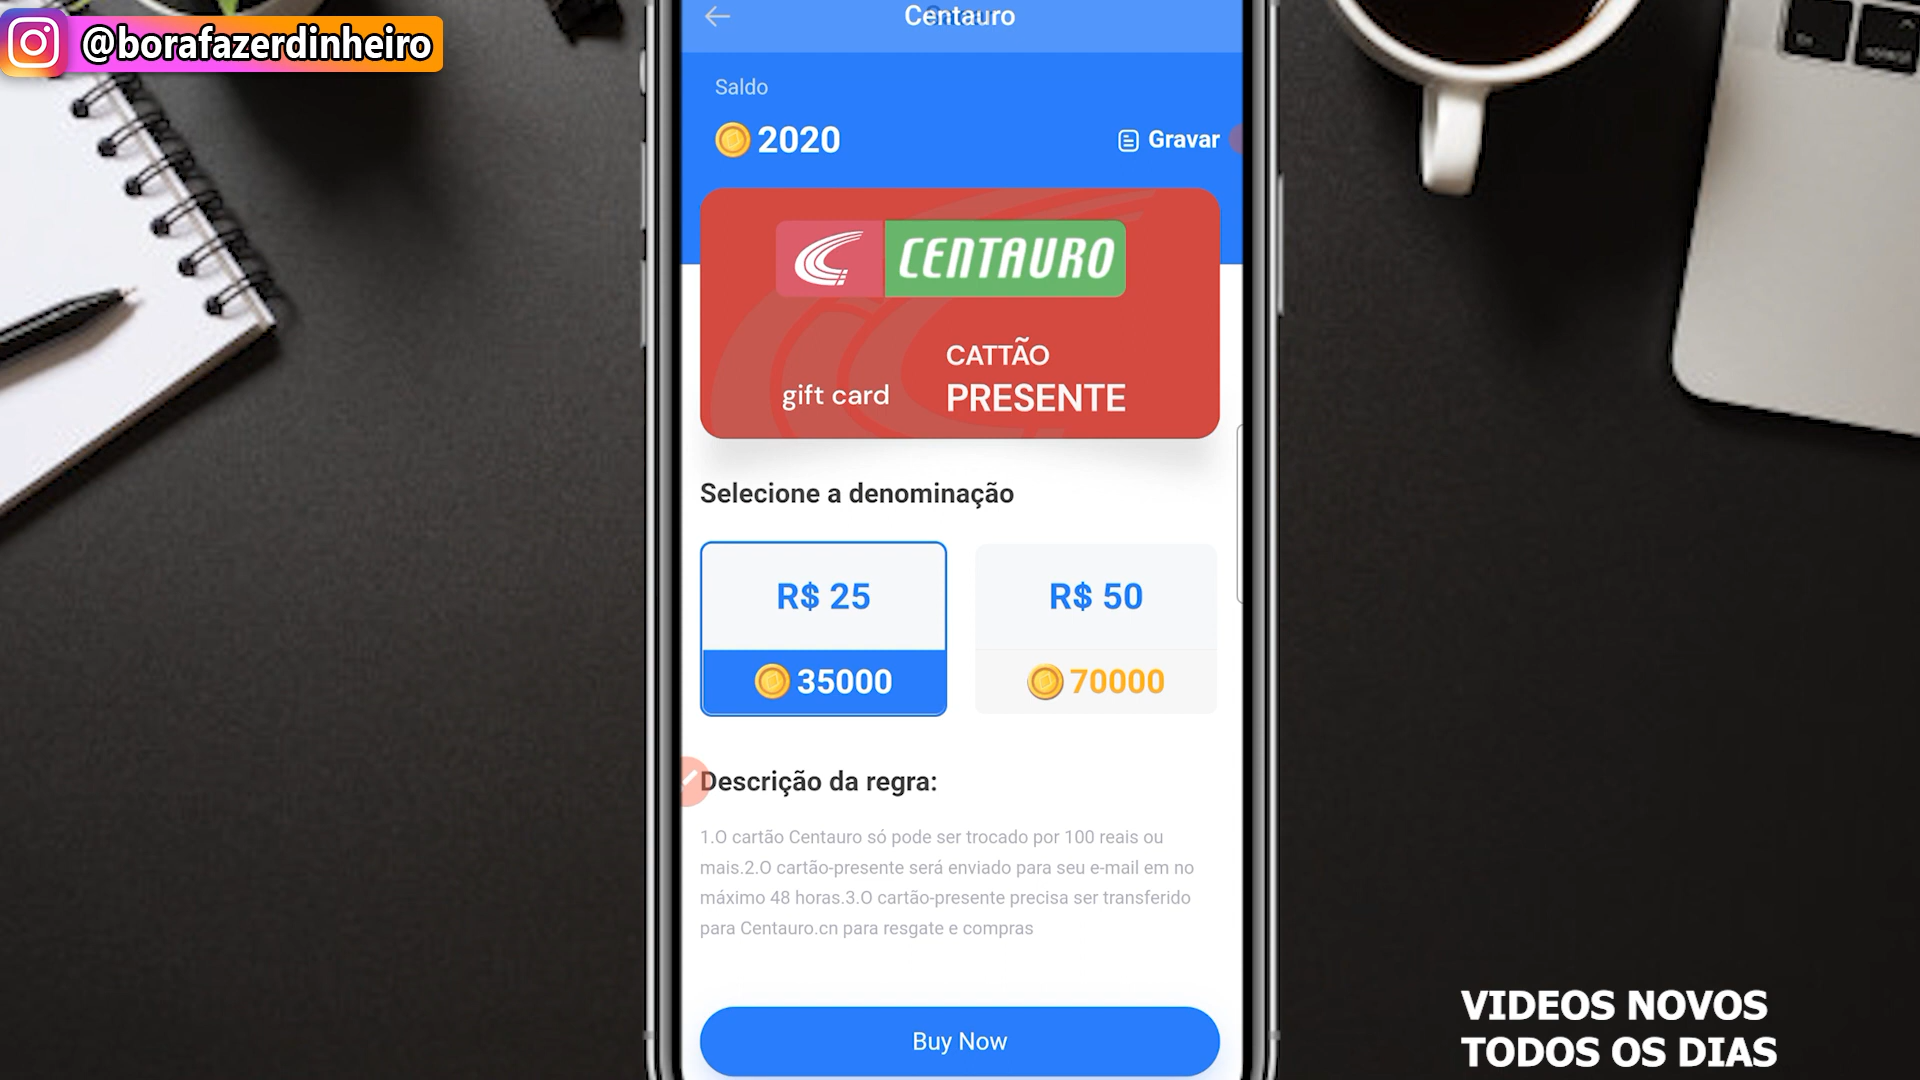 @borafazerdinheiro
Centauro
Saldo
2020
Gravar
CENTAURO
CATTÃO
gift card
PRESENTE
Selecione a denominação
R$ 25
R$ 50
35000
70000
Descrição da regra:
1.O cartão Centauro só pode ser trocado por 100 reais ou
mais.2.O cartão-presente será enviado para seu e-mail em no
máximo 48 horas.3.O cartão-presente precisa ser transferido
para Centauro.cn para resgate e compras
Buy Now
VIDEOS NOVOS
TODOS OS DIAS